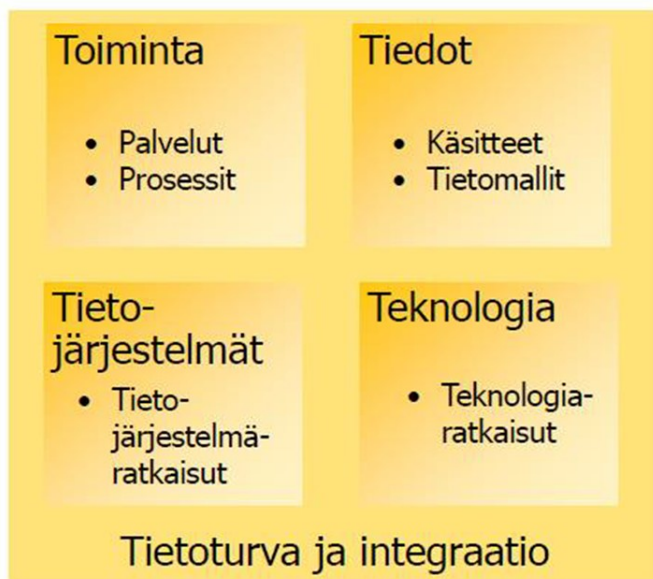 Toiminta
• Palvelut
• Prosessit
Tiedot
• Käsitteet
• Tietomallit
Tieto-
järjestelmät
• Tieto-
järjestelmä-
ratkaisut
Teknologia
• Teknologia-
ratkaisut
Tietoturva ja integraatio